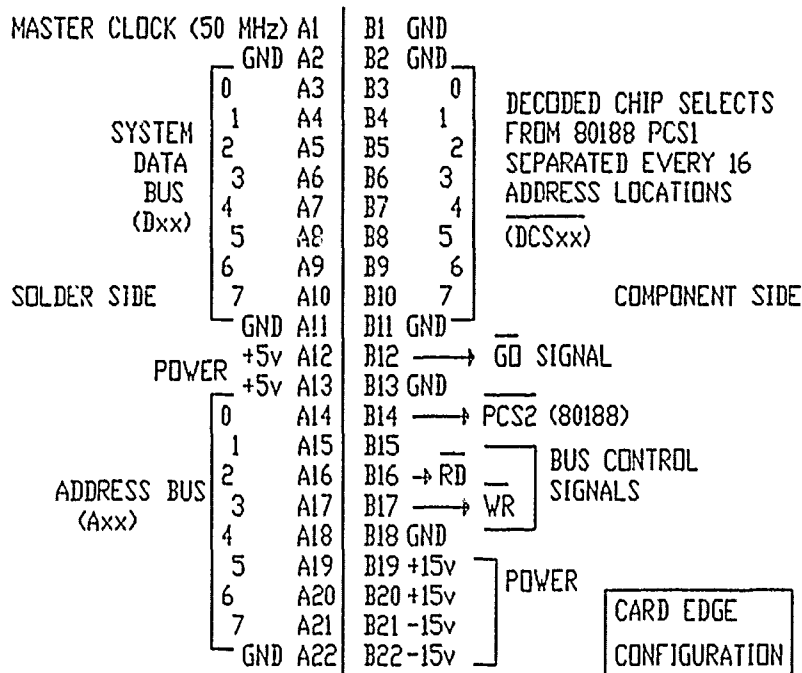 MASTER CLOCK (50 MHz) A1 B1 GND
GND A2 B2 GND
0 A3 B3 0
1 A4 B4 1
2 A5 B5 2
3 A6 B6 3
4 A7 B7 4
5 A8 B8 5
6 A9 B9 6
7 A10 B10 7
GND A11 B11 GND
SYSTEM
DATA
BUS
(Dxx)
DECODED CHIP SELECTS
FROM 80188 PCS1
SEPARATED EVERY 16
ADDRESS LOCATIONS
(DCSxx)
SOLDER SIDE
COMPONENT SIDE
POWER
+5v A12 B12 → GO SIGNAL
+5v A13 B13 GND
0 A14 B14 → PCS2 (80188)
1 A15 B15
2 A16 B16 → RD
3 A17 B17 → WR
4 A18 B18 GND
5 A19 B19 +15v
6 A20 B20 +15v
7 A21 B21 -15v
GND A22 B22 -15v
ADDRESS BUS
(Axx)
BUS CONTROL
SIGNALS
POWER
CARD EDGE
CONFIGURATION